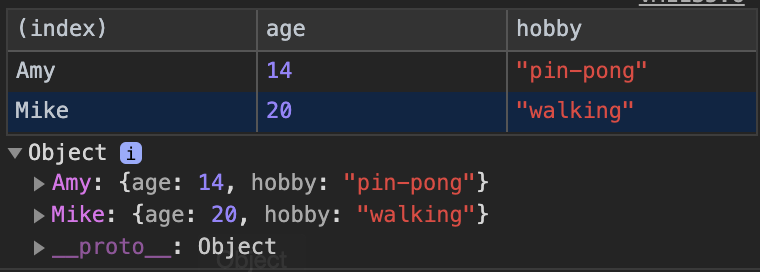 (index) age hobby
Amy 14 "pin-pong"
Mike 20 "walking"
▼Object i
▶Amy: {age: 14, hobby: "pin-pong"}
▶Mike: {age: 20, hobby: "walking"}
▶__proto__: Object
Object